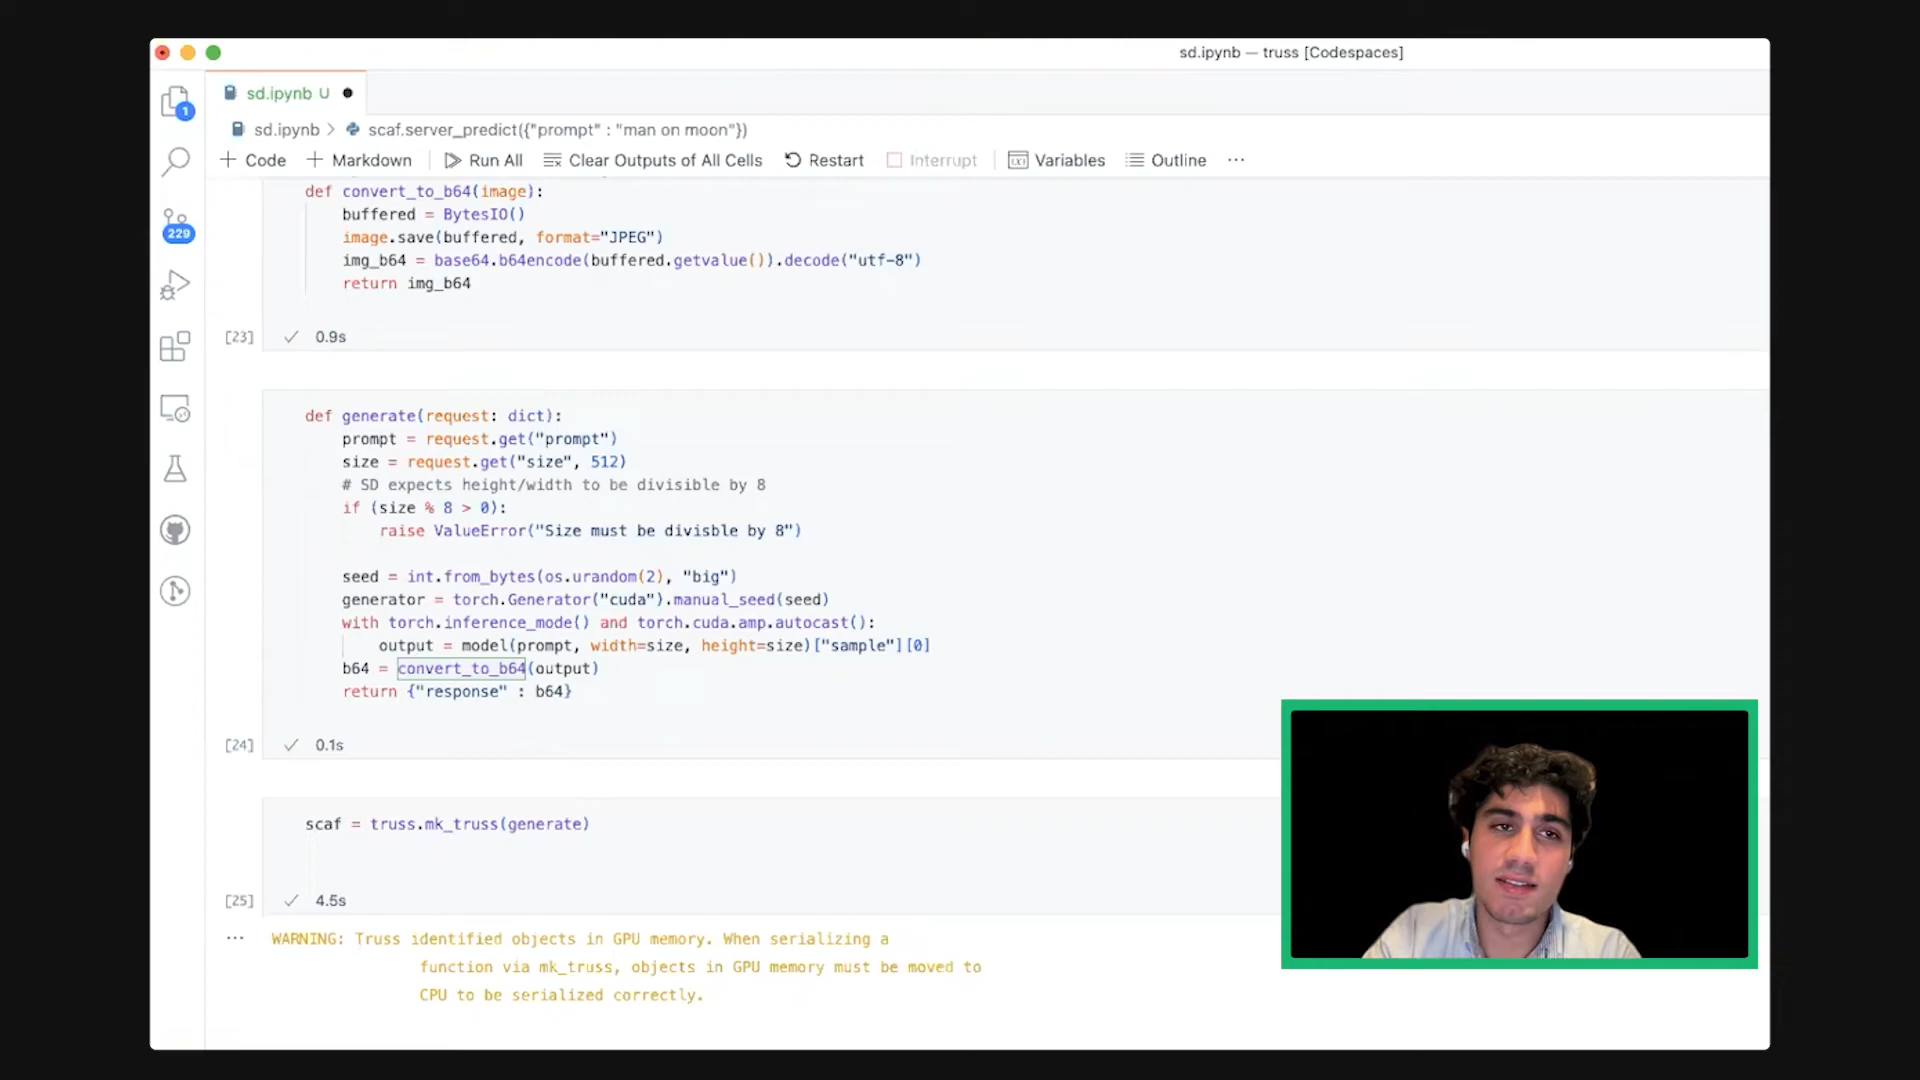 sd.ipynb — truss [Codespaces]
sd.ipynb U
1
sd.ipynb > scaf.server_predict({"prompt" : "man on moon"})
+ Code + Markdown Run All Clear Outputs of All Cells Restart Interrupt Variables Outline ...
229
def convert_to_b64(image):
buffered = BytesIO()
image.save(buffered, format="JPEG")
img_b64 = base64.b64encode(buffered.getvalue()).decode("utf-8")
return img_b64
[23] ✓ 0.9s
def generate(request: dict):
prompt = request.get("prompt")
size = request.get("size", 512)
# SD expects height/width to be divisible by 8
if (size % 8 > 0):
raise ValueError("Size must be divisble by 8")
seed = int.from_bytes(os.urandom(2), "big")
generator = torch.Generator("cuda").manual_seed(seed)
with torch.inference_mode() and torch.cuda.amp.autocast():
output = model(prompt, width=size, height=size)["sample"][0]
b64 = convert_to_b64(output)
return {"response" : b64}
[24] ✓ 0.1s
scaf = truss.mk_truss(generate)
[25] ✓ 4.5s
... WARNING: Truss identified objects in GPU memory. When serializing a
function via mk_truss, objects in GPU memory must be moved to
CPU to be serialized correctly.